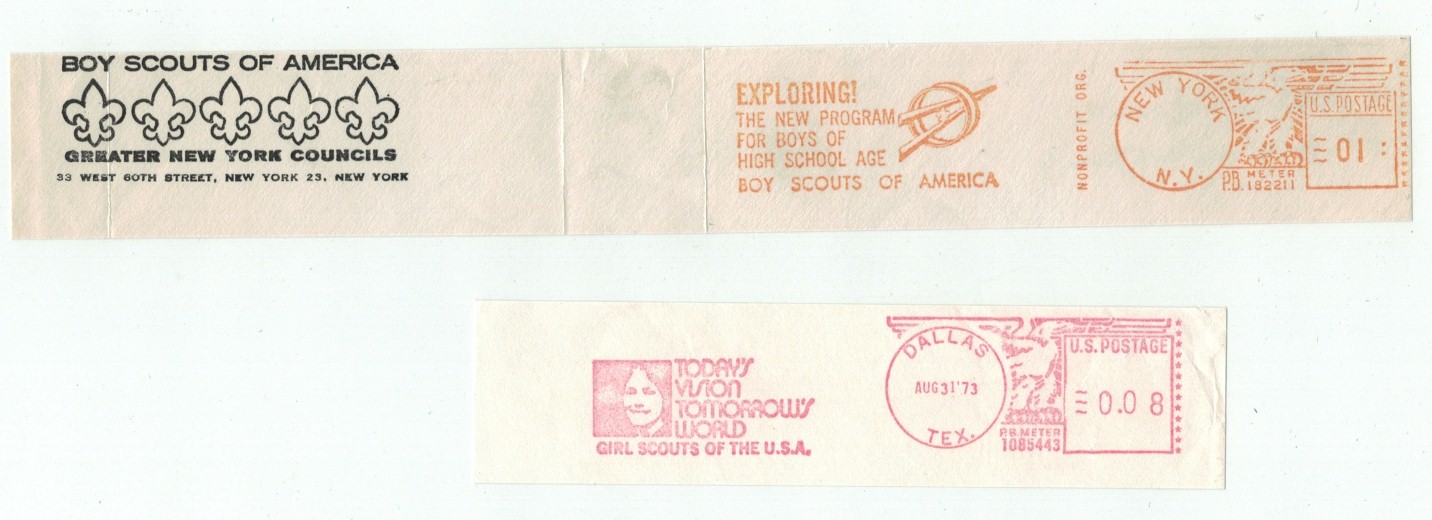 BOY SCOUTS OF AMERICA
GREATER NEW YORK COUNCILS
33 WEST 60TH STREET, NEW YORK 23, NEW YORK
EXPLORING!
THE NEW PROGRAM
FOR BOYS OF
HIGH SCHOOL AGE
BOY SCOUTS OF AMERICA
NONPROFIT ORG.
NEW YORK
N.Y.
P.B. METER
192211
U.S. POSTAGE
01
TODAY'S
VISION
TOMORROW'S
WORLD
GIRL SCOUTS OF THE U.S.A.
DALLAS
AUG 31 '73
TEX.
P.B. METER
1085443
U.S. POSTAGE
0.08